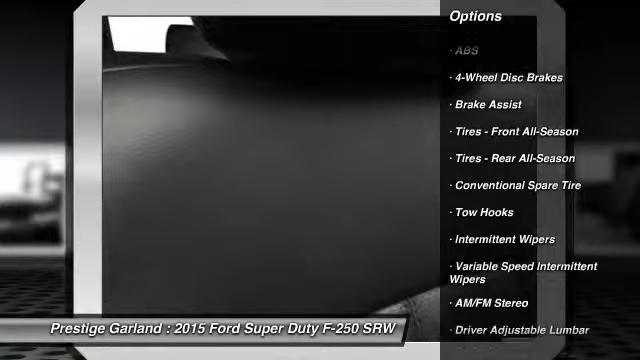 Options
· ABS
· 4-Wheel Disc Brakes
· Brake Assist
· Tires - Front All-Season
· Tires - Rear All-Season
· Conventional Spare Tire
· Tow Hooks
· Intermittent Wipers
· Variable Speed Intermittent
Wipers
· AM/FM Stereo
· Driver Adjustable Lumbar
Prestige Garland : 2015 Ford Super Duty F-250 SRW